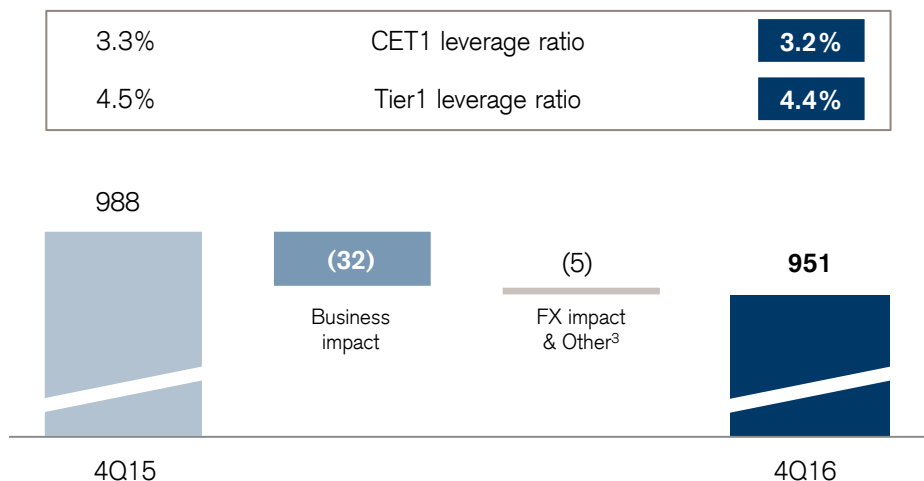 3.3% CET1 leverage ratio 3.2%
4.5% Tier1 leverage ratio 4.4%
988
(32)
(5)
951
Business
impact
FX impact
& Other³
4Q15
4Q16